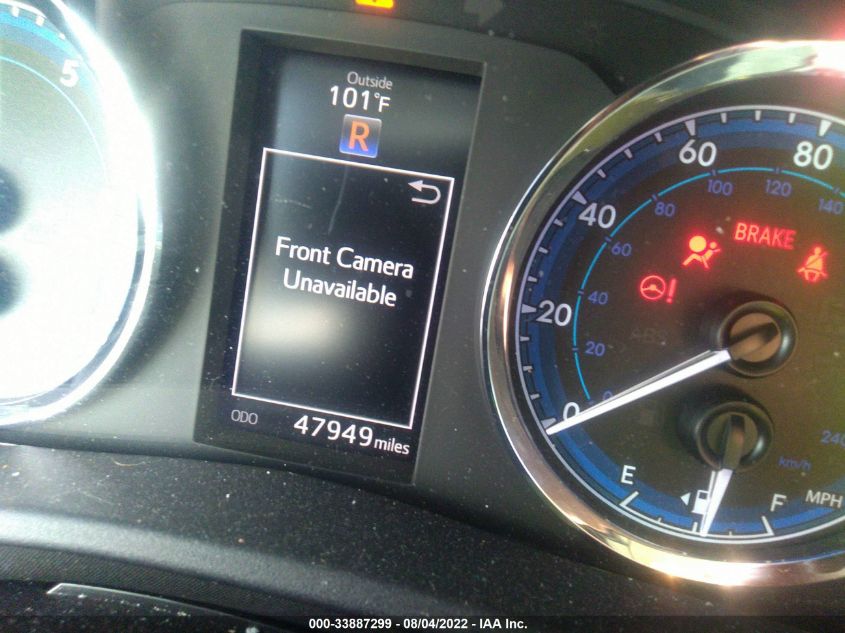 5
Outside
101°F
R
Front Camera
Unavailable
ODO 47949 miles
60 80
100 120 140
40 80
BRAKE
60
20 40
20
0
240
km/h
E F MPH
000-33887299 - 08/04/2022 - IAA Inc.